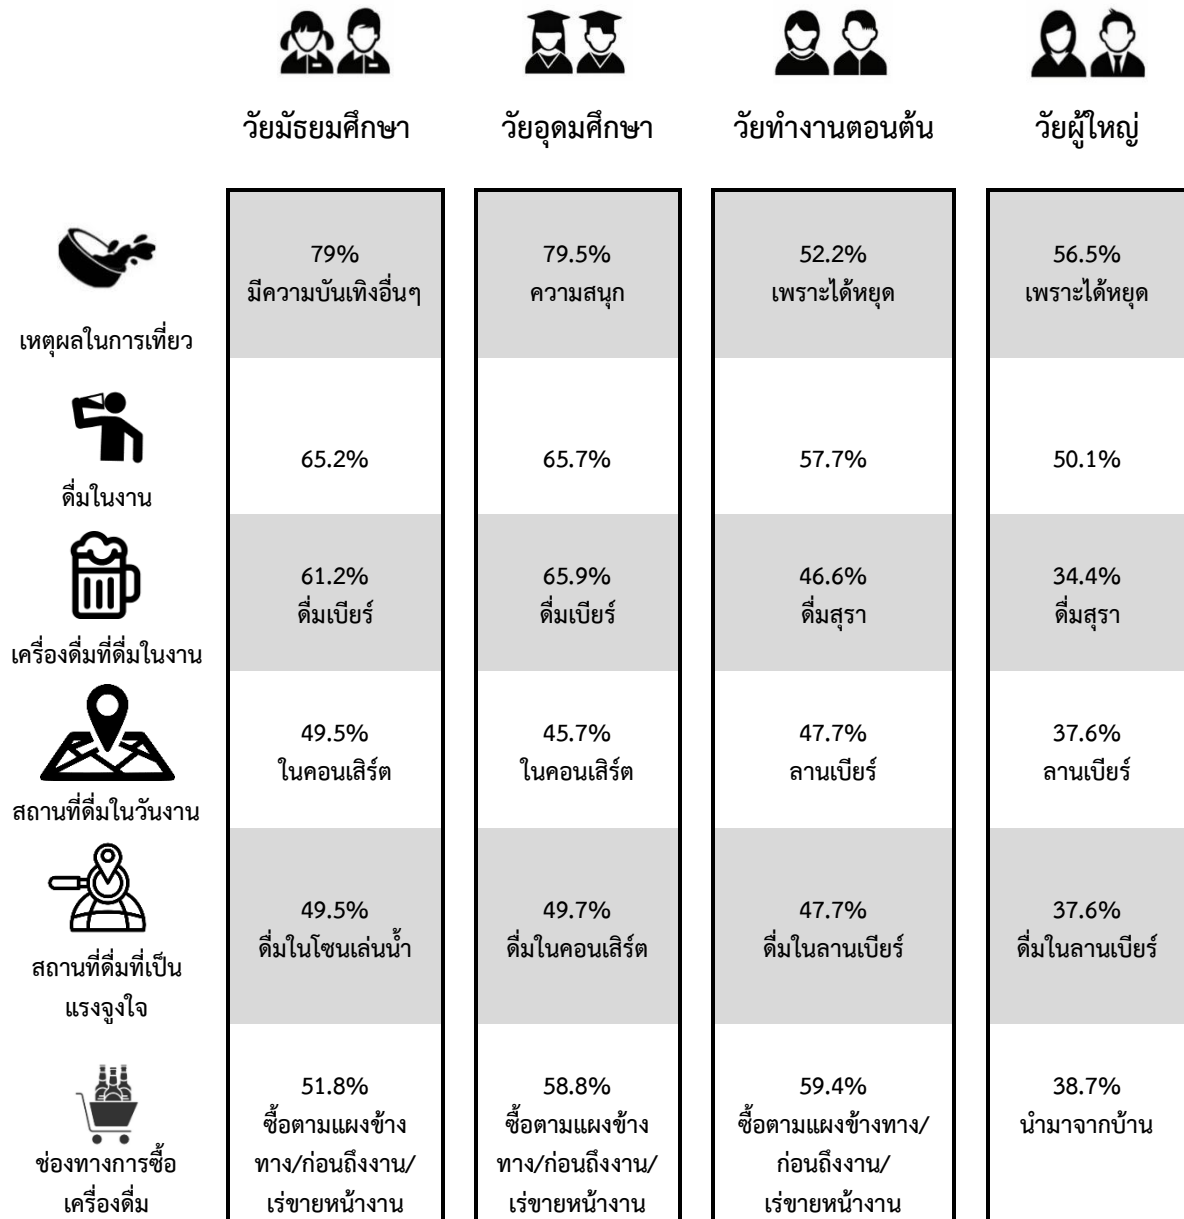 วัยมัธยมศึกษา
วัยอุดมศึกษา
วัยทำงานตอนต้น
วัยผู้ใหญ่
เหตุผลในการเที่ยว
79%
มีความบันเทิงอื่นๆ
79.5%
ความสนุก
52.2%
เพราะได้หยุด
56.5%
เพราะได้หยุด
ดื่มในงาน
65.2%
65.7%
57.7%
50.1%
เครื่องดื่มที่ดื่มในงาน
61.2%
ดื่มเบียร์
65.9%
ดื่มเบียร์
46.6%
ดื่มสุรา
34.4%
ดื่มสุรา
สถานที่ดื่มในวันงาน
49.5%
ในคอนเสิร์ต
45.7%
ในคอนเสิร์ต
47.7%
ลานเบียร์
37.6%
ลานเบียร์
สถานที่ดื่มที่เป็น
แรงจูงใจ
49.5%
ดื่มในโซนเล่นน้ำ
49.7%
ดื่มในคอนเสิร์ต
47.7%
ดื่มในลานเบียร์
37.6%
ดื่มในลานเบียร์
ช่องทางการซื้อ
เครื่องดื่ม
51.8%
ซื้อตามแผงข้าง
ทาง/ก่อนถึงงาน/
เร่ขายหน้างาน
58.8%
ซื้อตามแผงข้าง
ทาง/ก่อนถึงงาน/
เร่ขายหน้างาน
59.4%
ซื้อตามแผงข้างทาง/
ก่อนถึงงาน/
เร่ขายหน้างาน
38.7%
นำมาจากบ้าน